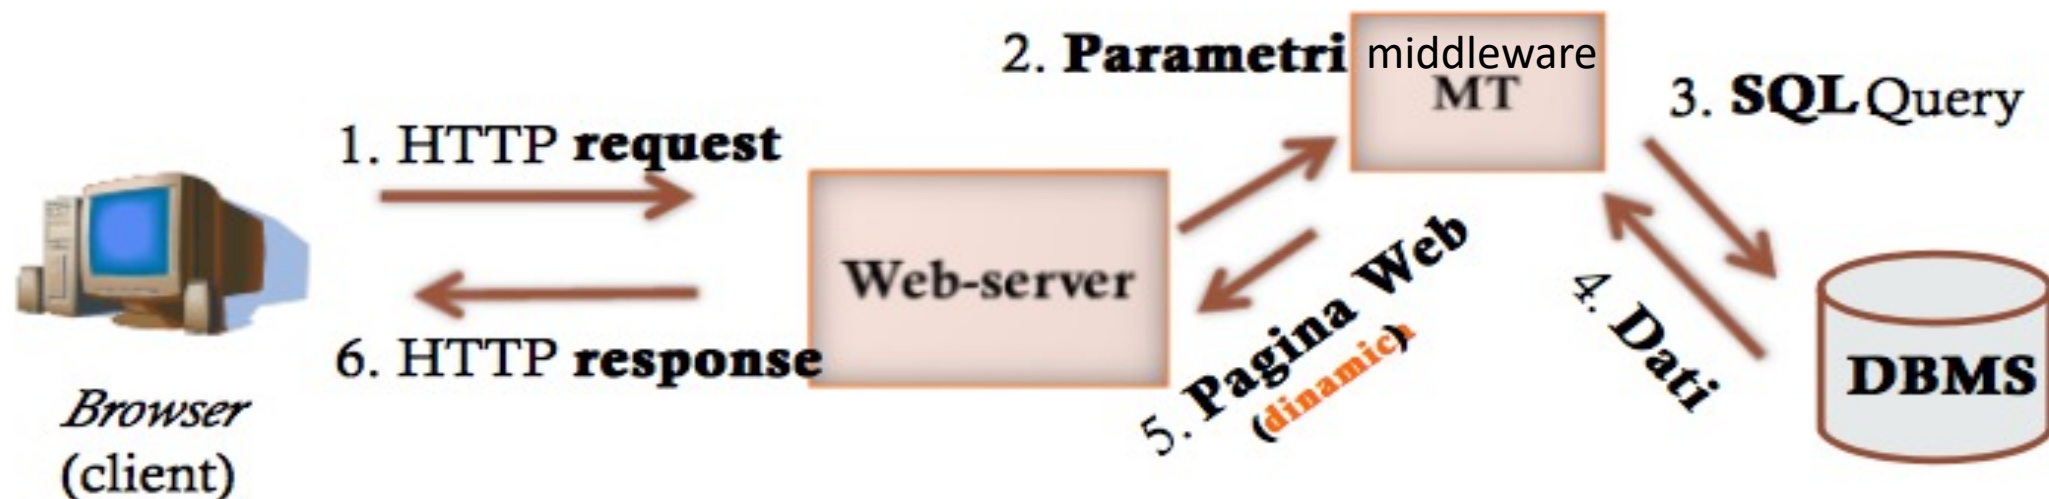 1. HTTP request
2. Parametri
middleware
MT
3. SQL Query
Web-server
4. Dati
5. Pagina Web
(dinamica)
6. HTTP response
DBMS
Browser
(client)